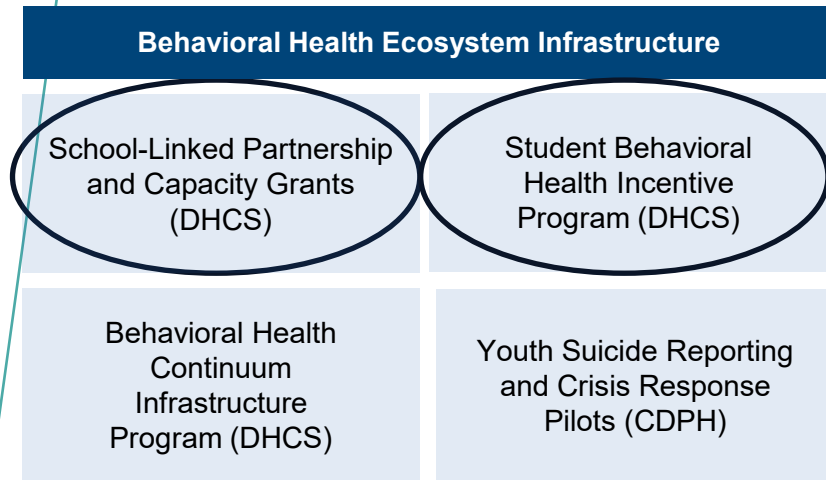 Behavioral Health Ecosystem Infrastructure
School-Linked Partnership
and Capacity Grants
(DHCS)
Student Behavioral
Health Incentive
Program (DHCS)
Behavioral Health
Continuum
Infrastructure
Program (DHCS)
Youth Suicide Reporting
and Crisis Response
Pilots (CDPH)